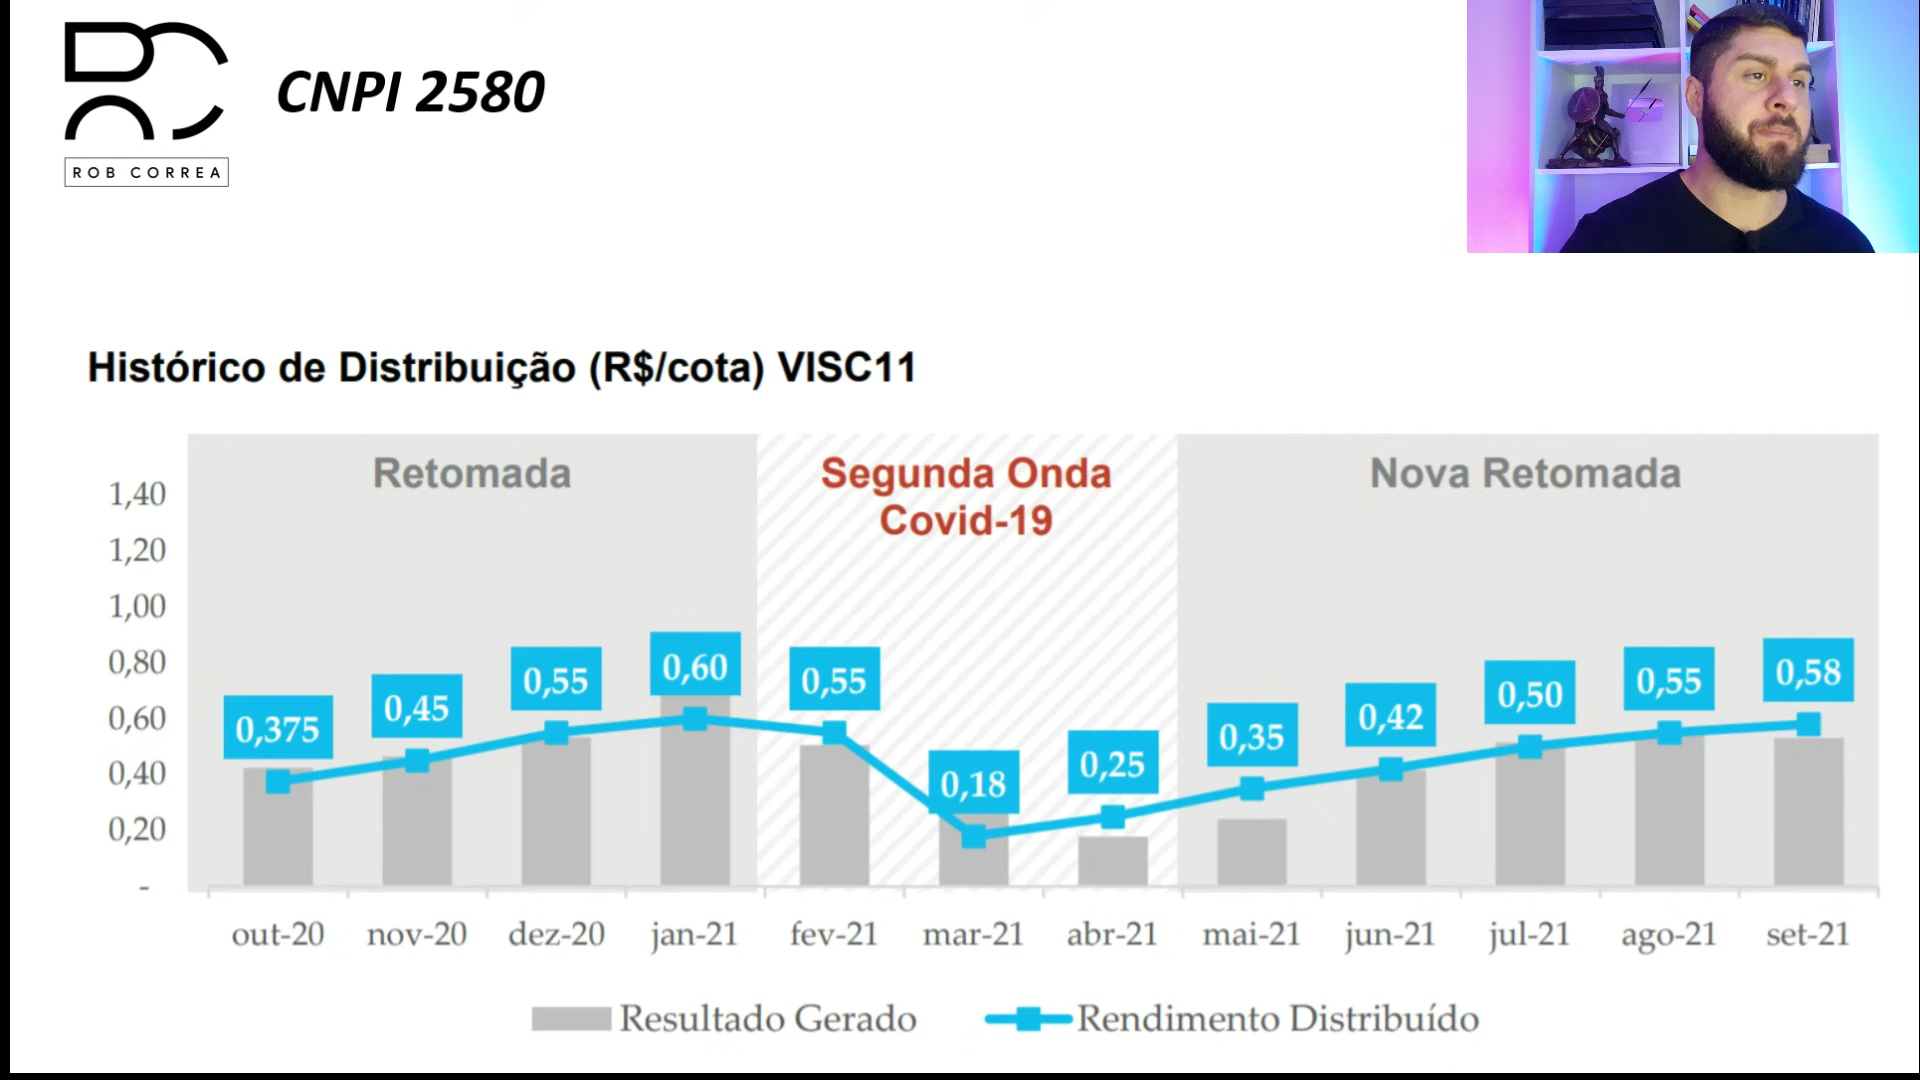 ROB CORREA
CNPI 2580
Histórico de Distribuição (R$/cota) VISC11
Retomada
Segunda Onda
Covid-19
Nova Retomada
1,40
1,20
1,00
0,80
0,60
0,40
0,20
-
0,375
0,45
0,55
0,60
0,55
0,18
0,25
0,35
0,42
0,50
0,55
0,58
out-20 nov-20 dez-20 jan-21 fev-21 mar-21 abr-21 mai-21 jun-21 jul-21 ago-21 set-21
Resultado Gerado Rendimento Distribuído